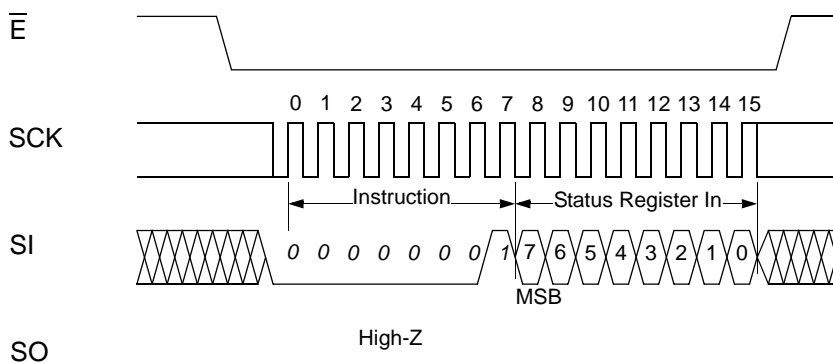 E
0 1 2 3 4 5 6 7 8 9 10 11 12 13 14 15
SCK
Instruction Status Register In
SI 0 0 0 0 0 0 0 1 7 6 5 4 3 2 1 0
MSB
High-Z
SO